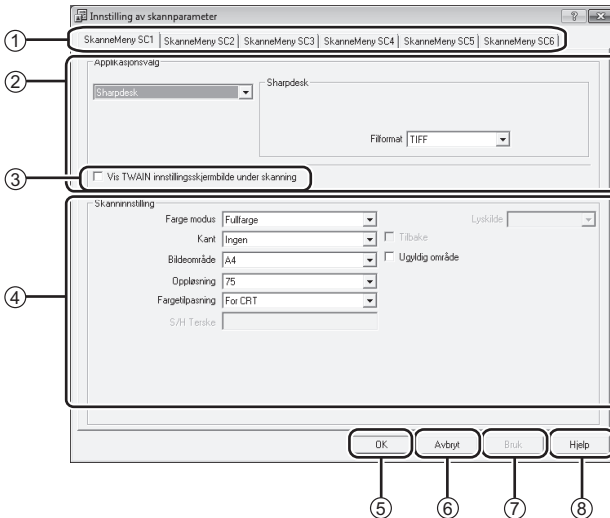 Innstilling av skannparameter
① SkanneMeny SC1 SkanneMeny SC2 SkanneMeny SC3 SkanneMeny SC4 SkanneMeny SC5 SkanneMeny SC6
② Applikasjonsvalg
Sharpdesk
Sharpdesk
Filformat TIFF
③ Vis TWAIN innstillingsskjermbilde under skanning
④ Skanninnstilling
Farge modus Fullfarge Lyskilde
Kant Ingen Tilbake
Bildeområde A4 Ugyldig område
Oppløsning 75
Fargetilpasning For CRT
S/H Terske
OK Avbryt Bruk Hjelp
⑤ ⑥ ⑦ ⑧